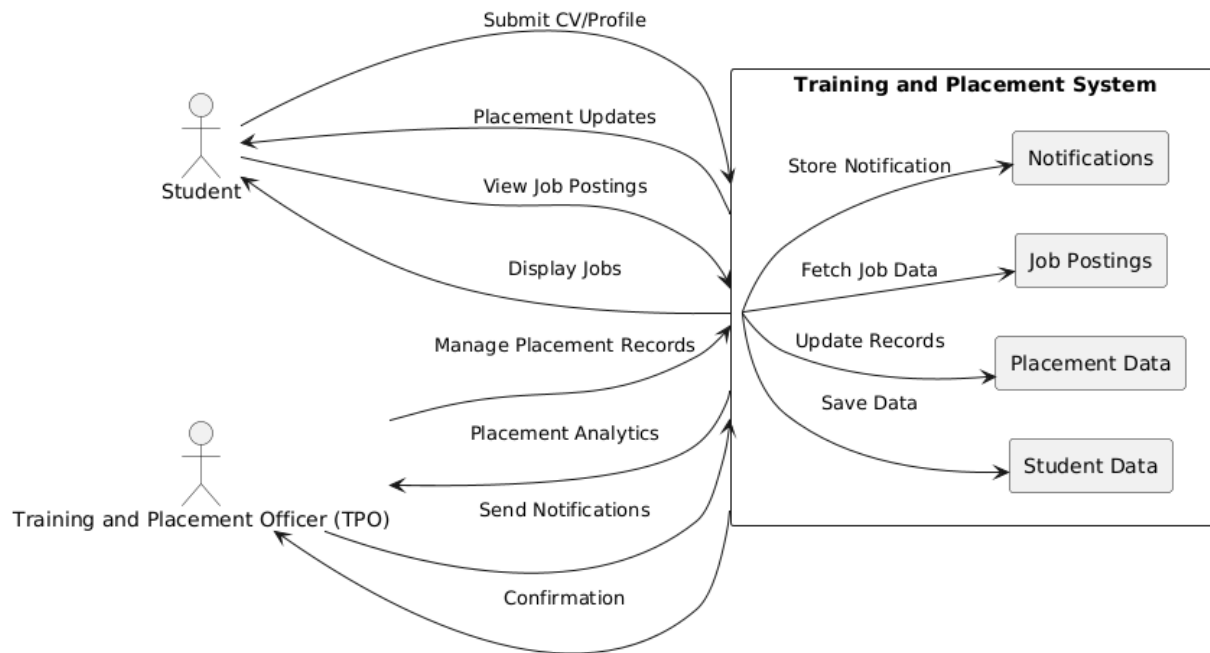 Submit CV/Profile
Training and Placement System
Placement Updates
Notifications
Store Notification
Student
View Job Postings
Job Postings
Display Jobs
Fetch Job Data
Manage Placement Records
Update Records
Placement Data
Save Data
Placement Analytics
Student Data
Send Notifications
Training and Placement Officer (TPO)
Confirmation